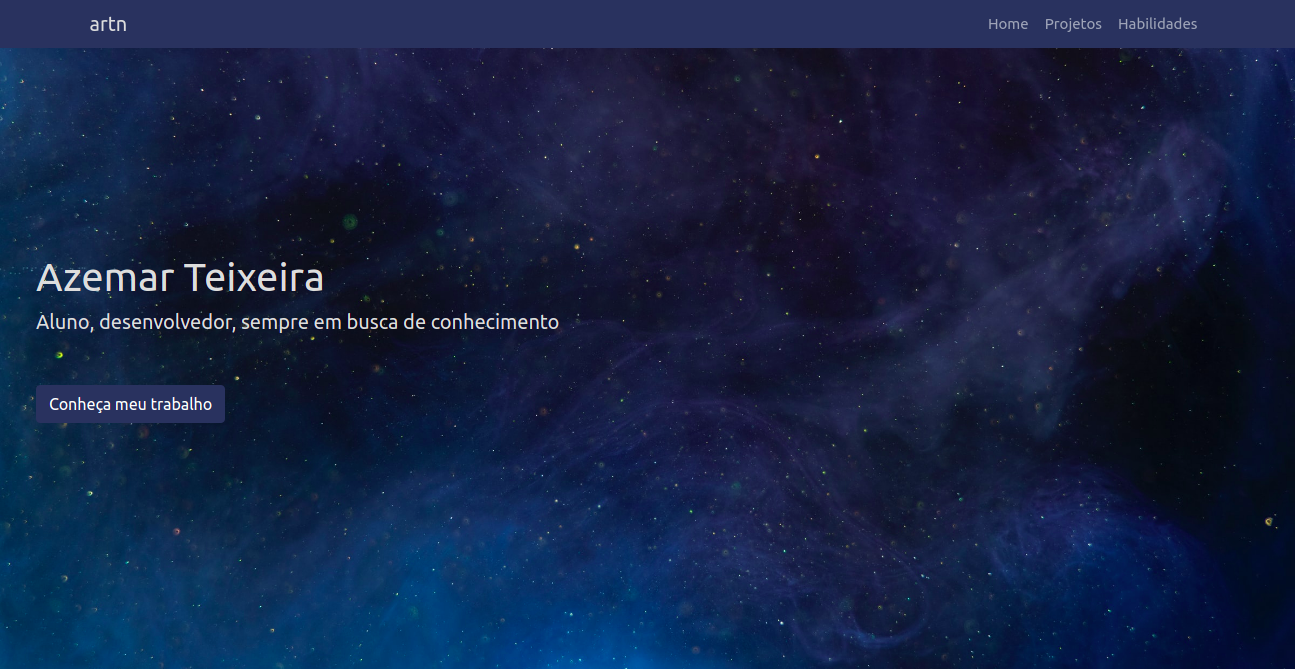 artn
Home Projetos Habilidades
Azemar Teixeira
Aluno, desenvolvedor, sempre em busca de conhecimento
Conheça meu trabalho